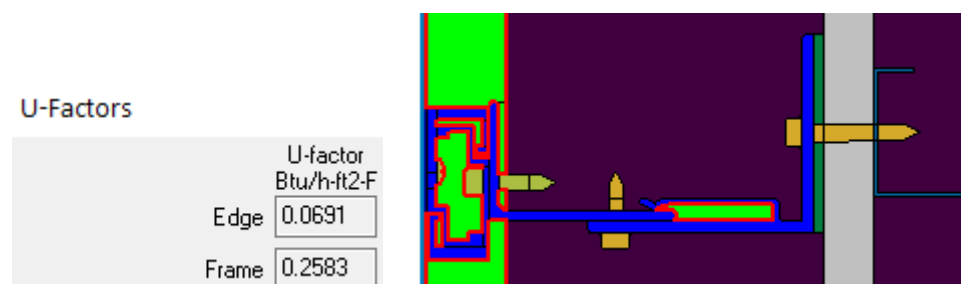 U-Factors
U-factor
Btu/h-ft2-F
Edge 0.0691
Frame 0.2583